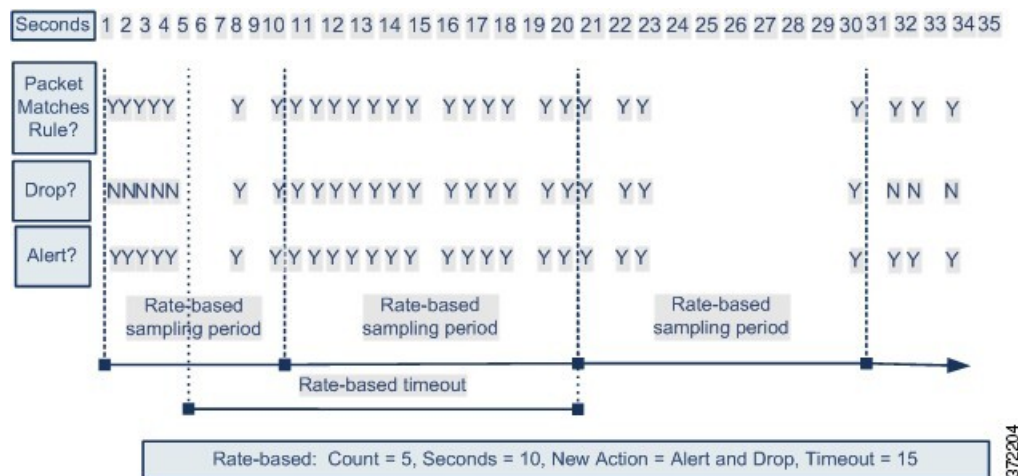 Seconds 1 2 3 4 5 6 7 8 9 10 11 12 13 14 15 16 17 18 19 20 21 22 23 24 25 26 27 28 29 30 31 32 33 34 35
Packet
Matches
Rule?
YYYYY Y Y Y Y Y Y Y Y Y Y Y Y Y Y Y Y Y Y Y Y Y Y
Drop?
NNNNN Y Y Y Y Y Y Y Y Y Y Y Y Y Y Y Y Y Y Y N N N
Alert?
YYYYY Y Y Y Y Y Y Y Y Y Y Y Y Y Y Y Y Y Y Y Y Y Y
Rate-based
sampling period
Rate-based
sampling period
Rate-based
sampling period
Rate-based timeout
Rate-based: Count = 5, Seconds = 10, New Action = Alert and Drop, Timeout = 15
372204